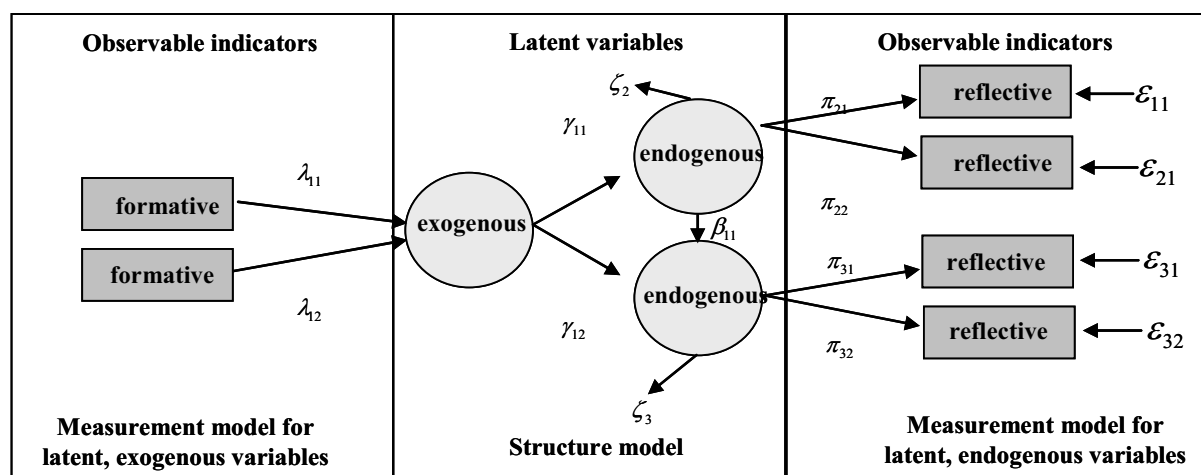 Observable indicators
formative
formative
λ11
λ12
Measurement model for
latent, exogenous variables
Latent variables
ζ2
γ11
endogenous
exogenous
β11
endogenous
γ12
ζ3
Structure model
Observable indicators
π21
reflective
ε11
reflective
ε21
π22
π31
reflective
ε31
reflective
ε32
π32
Measurement model for
latent, endogenous variables